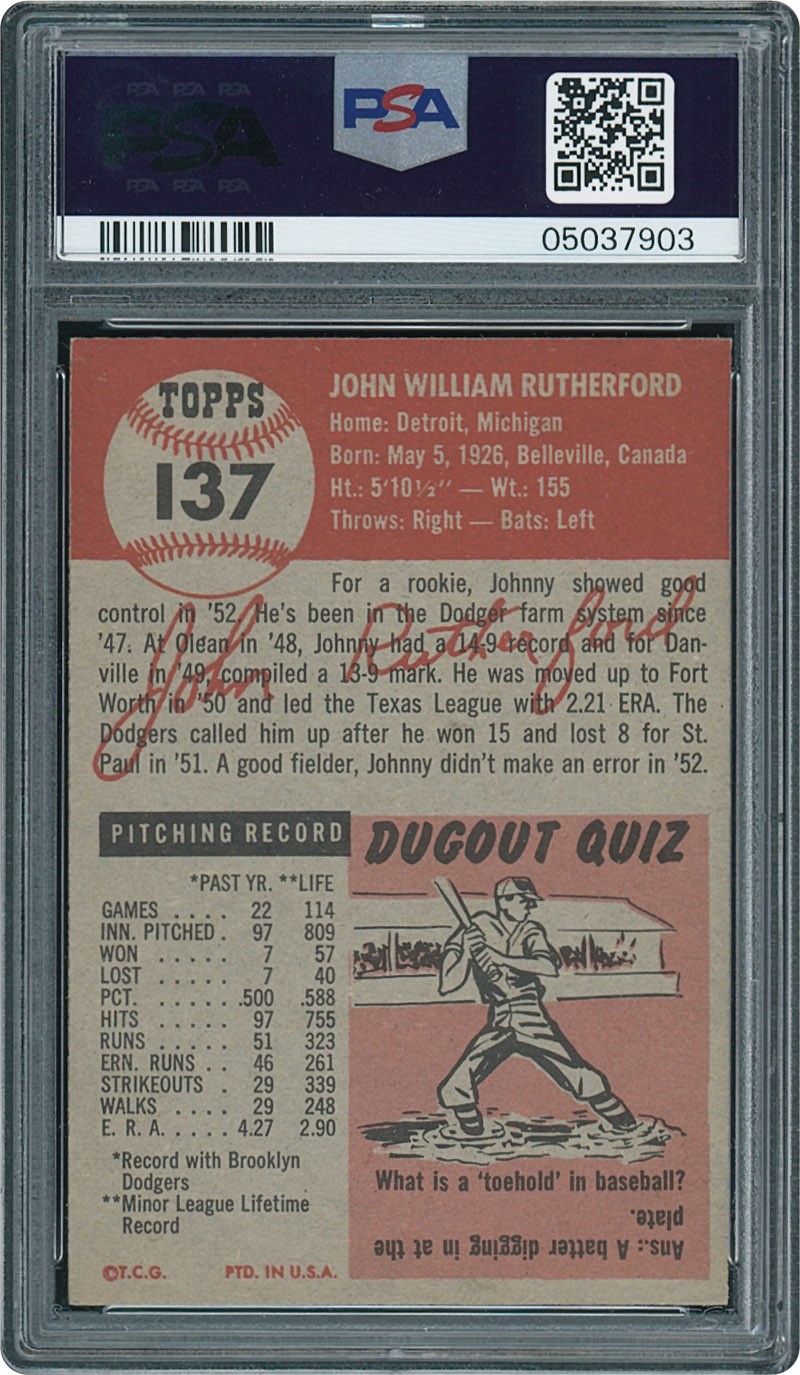 PSA PSA PSA
PSA
PSA PSA PSA
PSA
05037903
TOPPS
137
JOHN WILLIAM RUTHERFORD
Home: Detroit, Michigan
Born: May 5, 1926, Belleville, Canada
Ht.: 5'10½" — Wt.: 155
Throws: Right — Bats: Left
For a rookie, Johnny showed good
control in '52. He's been in the Dodger farm system since
'47. At Olean in '48, Johnny had a 14-9 record and for Dan-
ville in '49, compiled a 13-9 mark. He was moved up to Fort
Worth in '50 and led the Texas League with 2.21 ERA. The
Dodgers called him up after he won 15 and lost 8 for St.
Paul in '51. A good fielder, Johnny didn't make an error in '52.
John Rutherford
PITCHING RECORD
*PAST YR. **LIFE
GAMES .... 22 114
INN. PITCHED. 97 809
WON ..... 7 57
LOST ..... 7 40
PCT. ..... .500 .588
HITS ..... 97 755
RUNS ..... 51 323
ERN. RUNS .. 46 261
STRIKEOUTS . 29 339
WALKS .... 29 248
E. R. A. .... 4.27 2.90
*Record with Brooklyn
Dodgers
**Minor League Lifetime
Record
©T.C.G. PTD. IN U.S.A.
DUGOUT QUIZ
What is a 'toehold' in baseball?
Ans.: A batter digging in at the
plate.